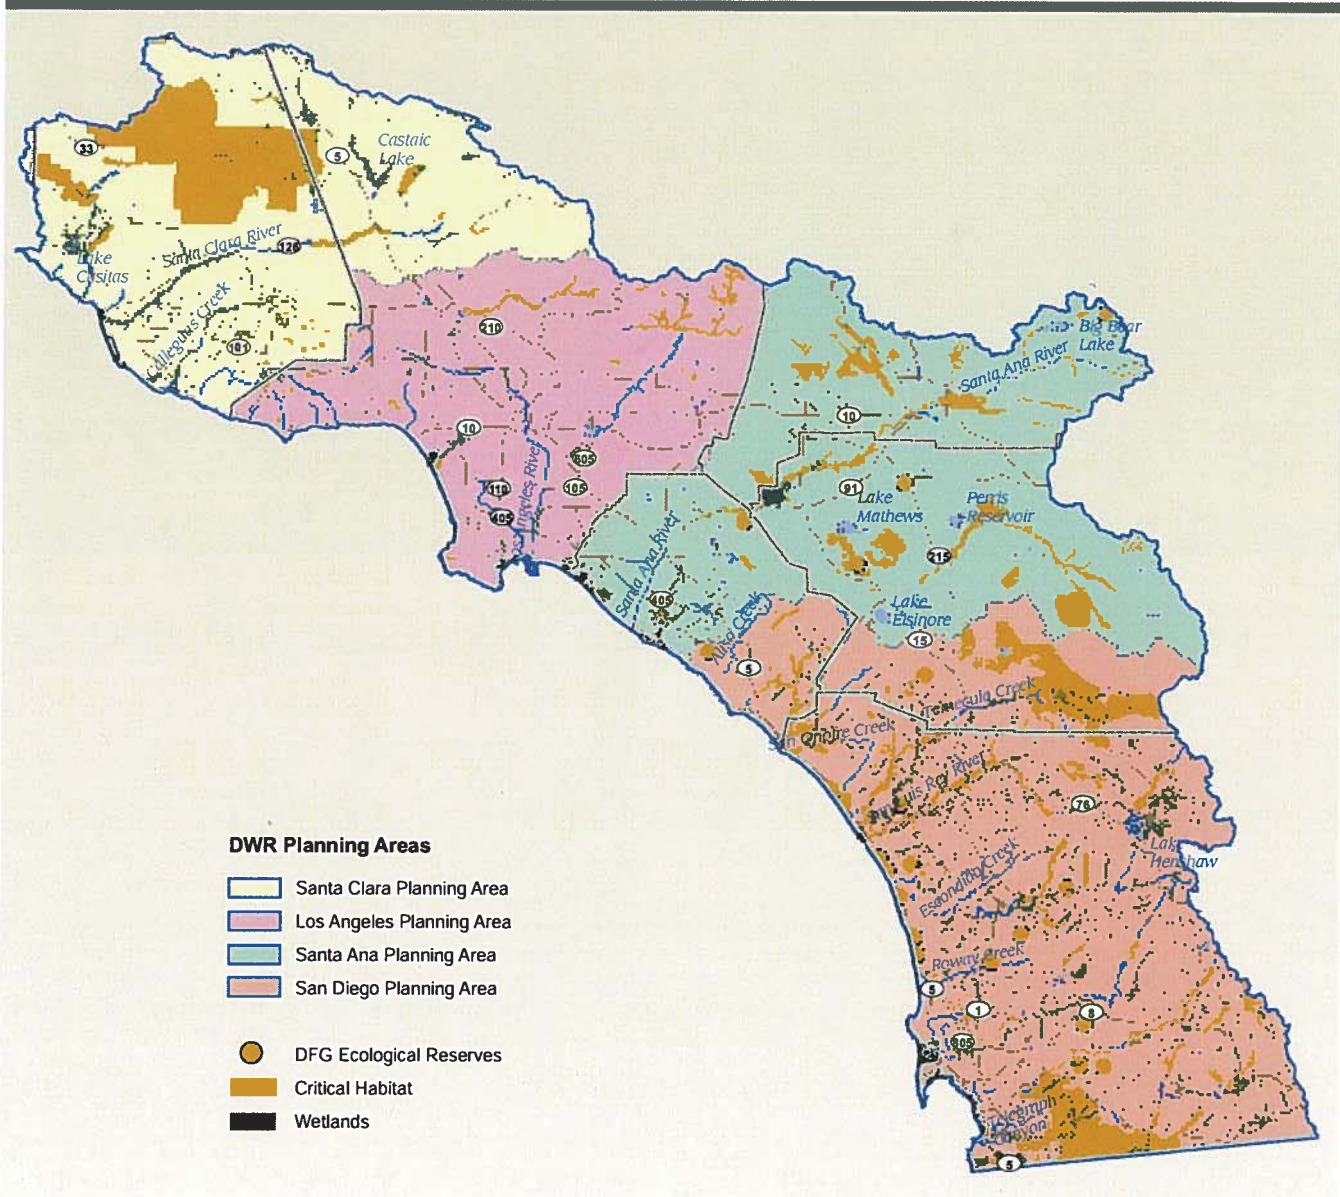 33
5
Castaic
Lake
Santa Clara River
126
Lake
Casitas
Calleguas Creek
101
210
10
605
110
105
405
Los Angeles River
Big Bear
Lake
Santa Ana River
10
91
Lake
Mathews
Perris
Reservoir
215
Santa Ana River
405
Aliso Creek
5
Lake
Elsinore
15
Temecula Creek
San Onofre Creek
San Luis Rey River
76
Lake
Henshaw
Escondido Creek
Poway Creek
5
1
8
805
Telegraph
Canyon
5
DWR Planning Areas
Santa Clara Planning Area
Los Angeles Planning Area
Santa Ana Planning Area
San Diego Planning Area
DFG Ecological Reserves
Critical Habitat
Wetlands